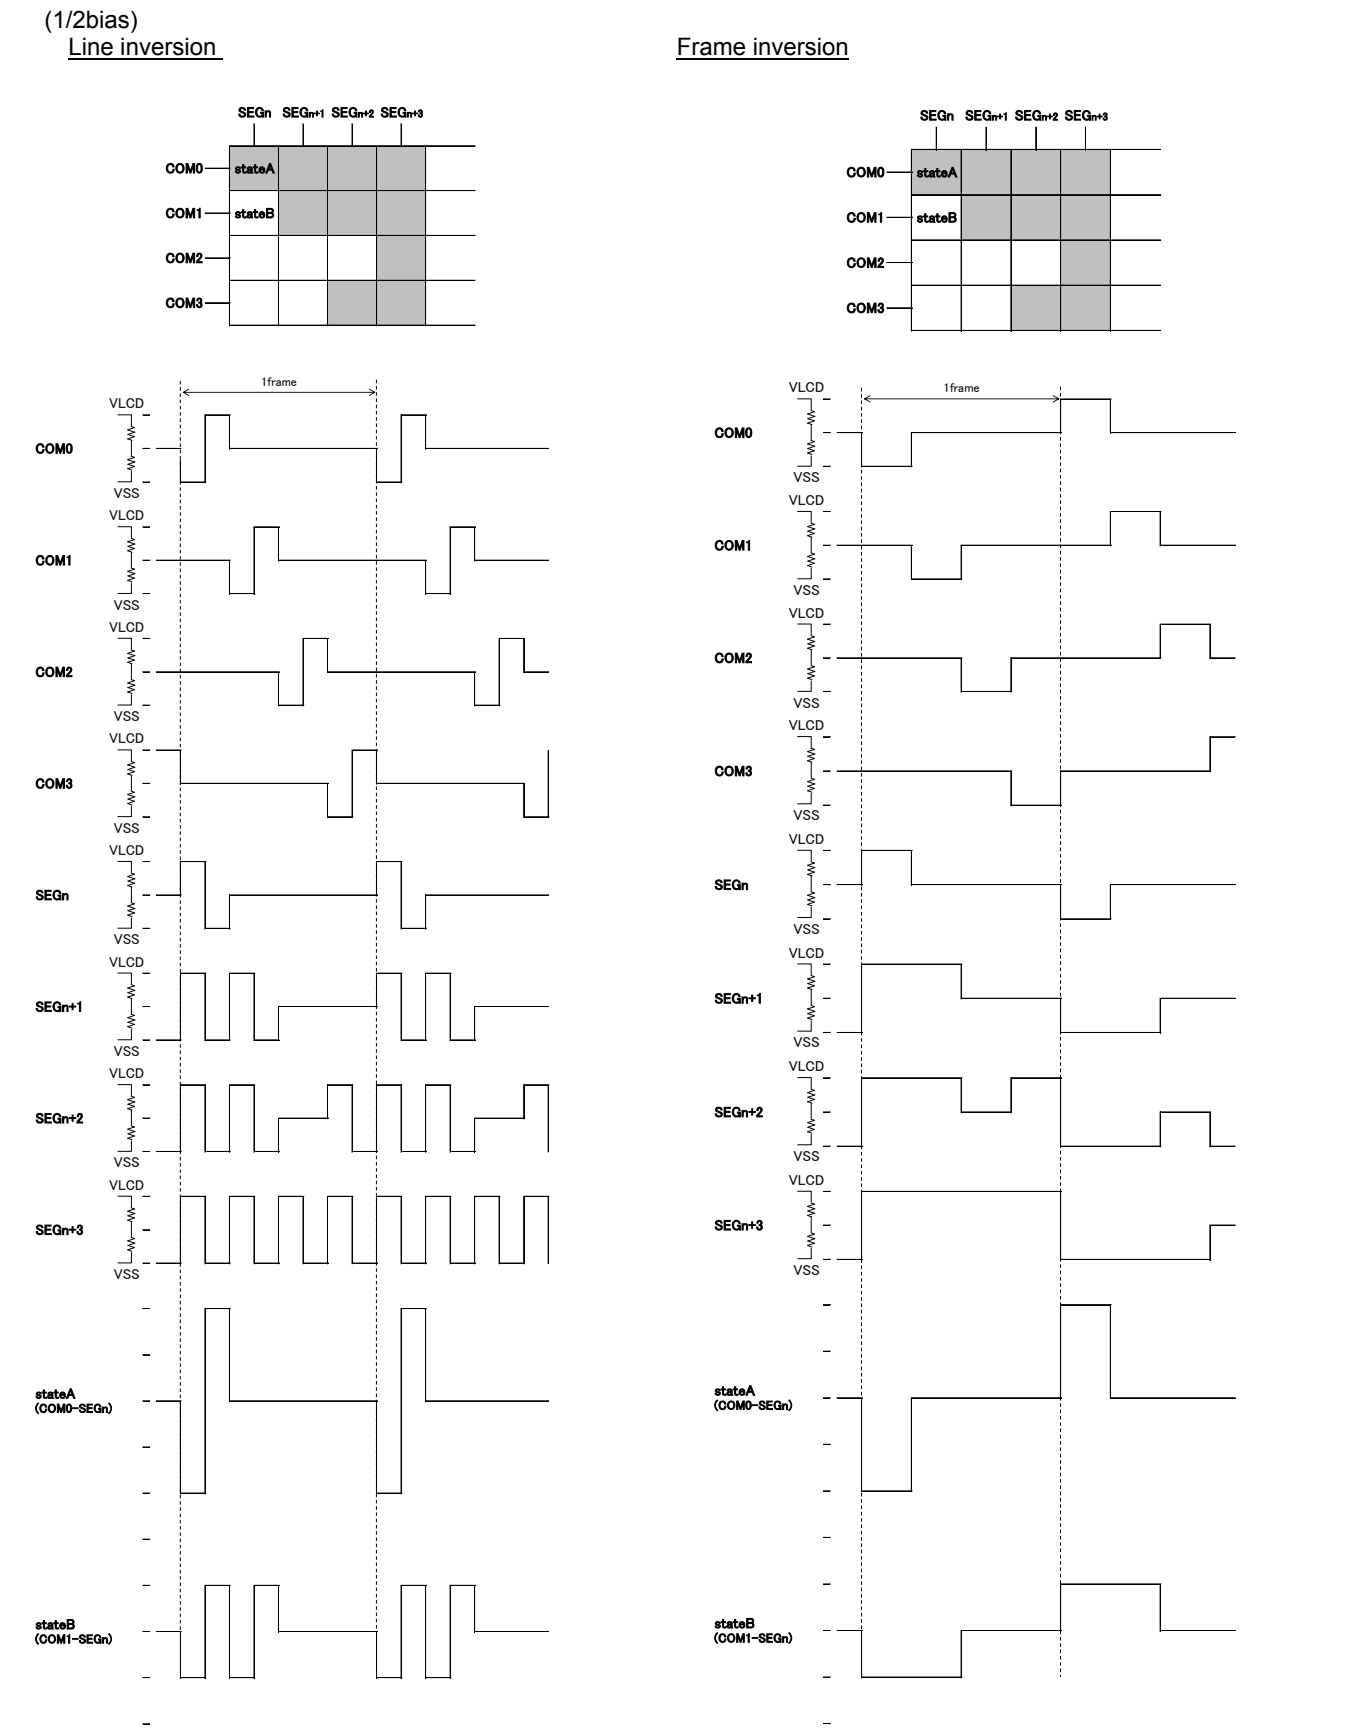 (1/2bias)
Line inversion
SEGn SEGn+1 SEGn+2 SEGn+3
COM0 stateA
COM1 stateB
COM2
COM3
1frame
VLCD
COM0
VSS
VLCD
COM1
VSS
VLCD
COM2
VSS
VLCD
COM3
VSS
VLCD
SEGn
VSS
VLCD
SEGn+1
VSS
VLCD
SEGn+2
VSS
VLCD
SEGn+3
VSS
stateA
(COM0-SEGn)
stateB
(COM1-SEGn)
Frame inversion
SEGn SEGn+1 SEGn+2 SEGn+3
COM0 stateA
COM1 stateB
COM2
COM3
1frame
VLCD
COM0
VSS
VLCD
COM1
VSS
VLCD
COM2
VSS
VLCD
COM3
VSS
VLCD
SEGn
VSS
VLCD
SEGn+1
VSS
VLCD
SEGn+2
VSS
VLCD
SEGn+3
VSS
stateA
(COM0-SEGn)
stateB
(COM1-SEGn)